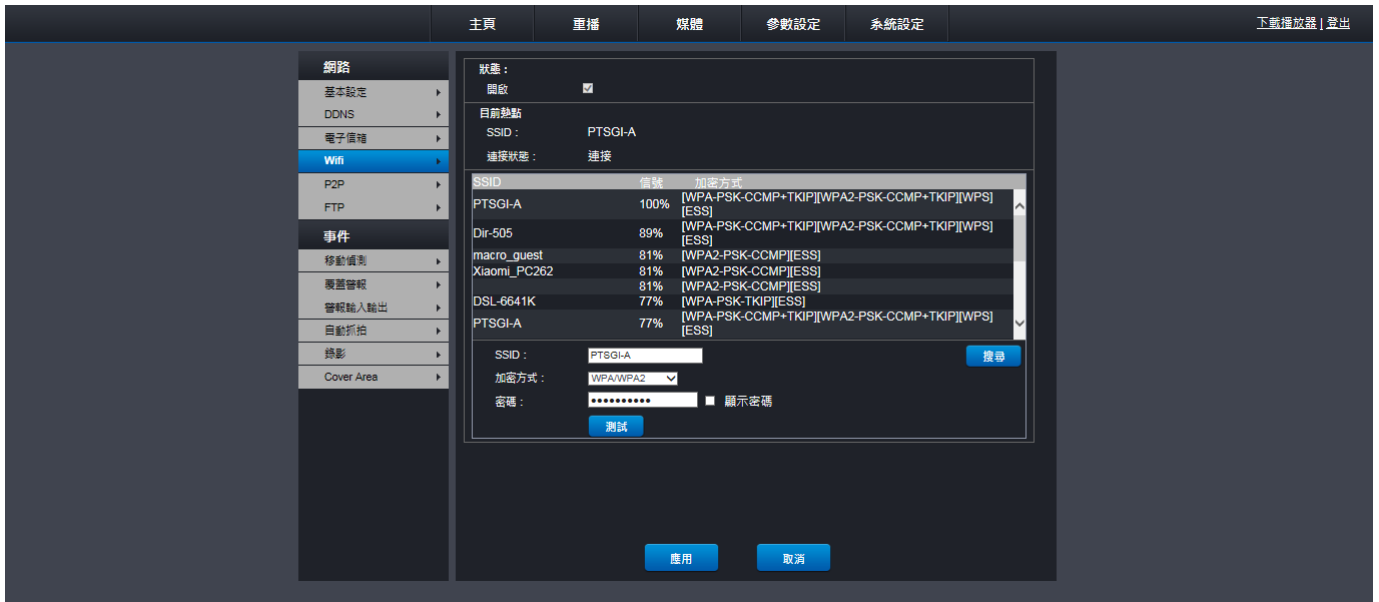 主頁 重播 媒體 參數設定 系統設定 下載播放器 | 登出
網路
基本設定
DDNS
電子信箱
Wifi
P2P
FTP
事件
移動偵測
覆蓋警報
警報輸入輸出
自動抓拍
錄影
Cover Area
狀態：
開啟
目前熱點
SSID： PTSGI-A
連接狀態： 連接
SSID 信號 加密方式
PTSGI-A 100% [WPA-PSK-CCMP+TKIP][WPA2-PSK-CCMP+TKIP][WPS]
[ESS]
Dir-505 89% [WPA-PSK-CCMP+TKIP][WPA2-PSK-CCMP+TKIP][WPS]
[ESS]
macro_guest 81% [WPA2-PSK-CCMP][ESS]
Xiaomi_PC262 81% [WPA2-PSK-CCMP][ESS]
81% [WPA2-PSK-CCMP][ESS]
DSL-6641K 77% [WPA-PSK-TKIP][ESS]
PTSGI-A 77% [WPA-PSK-CCMP+TKIP][WPA2-PSK-CCMP+TKIP][WPS]
[ESS]
SSID： PTSGI-A 搜尋
加密方式： WPA/WPA2
密碼： •••••••••• 顯示密碼
測試
應用 取消